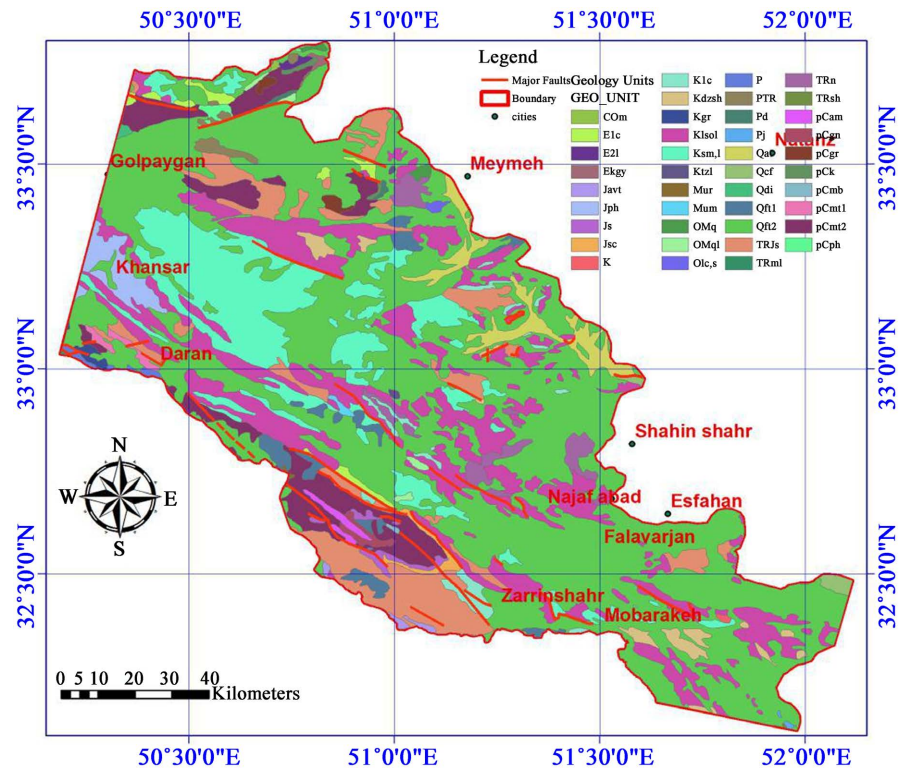 50°30'0"E 51°0'0"E 51°30'0"E 52°0'0"E
Legend
Major Faults
Boundary
cities
Geology Units
GEO_UNIT
COm
E1c
E2l
Ekgy
Javt
Jph
Js
Jsc
K
K1c
Kdzsh
Kgr
Klsol
Ksm,l
Ktzl
Mur
Mum
OMq
OMql
Olc,s
P
PTR
Pd
Pj
Qal
Qcf
Qdi
Qft1
Qft2
TRJs
TRml
TRn
TRsh
pCam
pCgn
pCgr
pCk
pCmb
pCmt1
pCmt2
pCph
Natanz
Golpaygan
Meymeh
Khansar
Daran
Shahin shahr
Najaf abad
Esfahan
Falavarjan
Zarrinshahr
Mobarakeh
33°30'0"N 33°30'0"N
33°0'0"N 33°0'0"N
32°30'0"N 32°30'0"N
N
W E
S
0 5 10 20 30 40
Kilometers
50°30'0"E 51°0'0"E 51°30'0"E 52°0'0"E